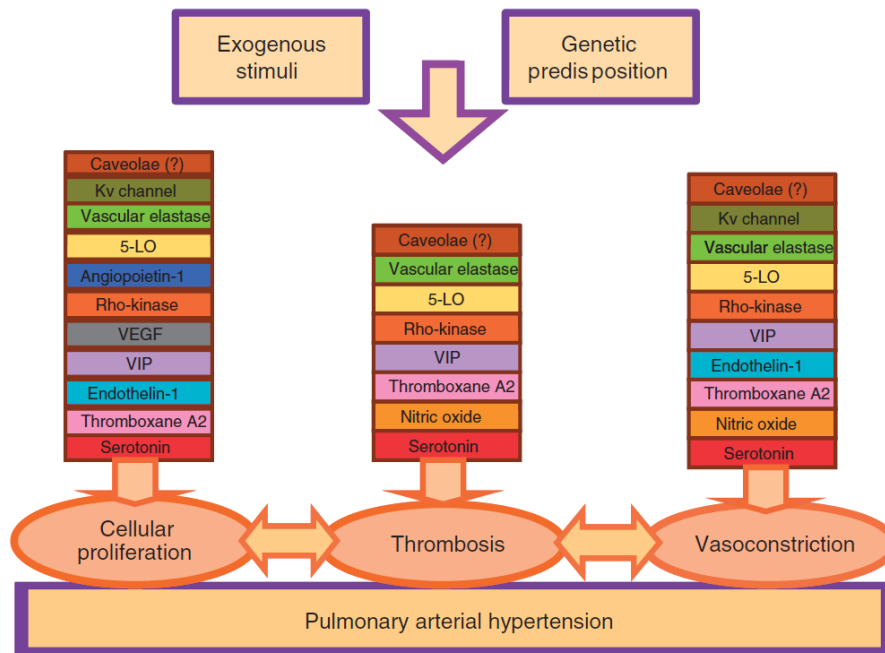 Exogenous
stimuli
Genetic
predis position
Caveolae (?)
Kv channel
Vascular elastase
5-LO
Angiopoietin-1
Rho-kinase
VEGF
VIP
Endothelin-1
Thromboxane A2
Serotonin
Caveolae (?)
Vascular elastase
5-LO
Rho-kinase
VIP
Thromboxane A2
Nitric oxide
Serotonin
Caveolae (?)
Kv channel
Vascular elastase
5-LO
Rho-kinase
VIP
Endothelin-1
Thromboxane A2
Nitric oxide
Serotonin
Cellular
proliferation
Thrombosis
Vasoconstriction
Pulmonary arterial hypertension